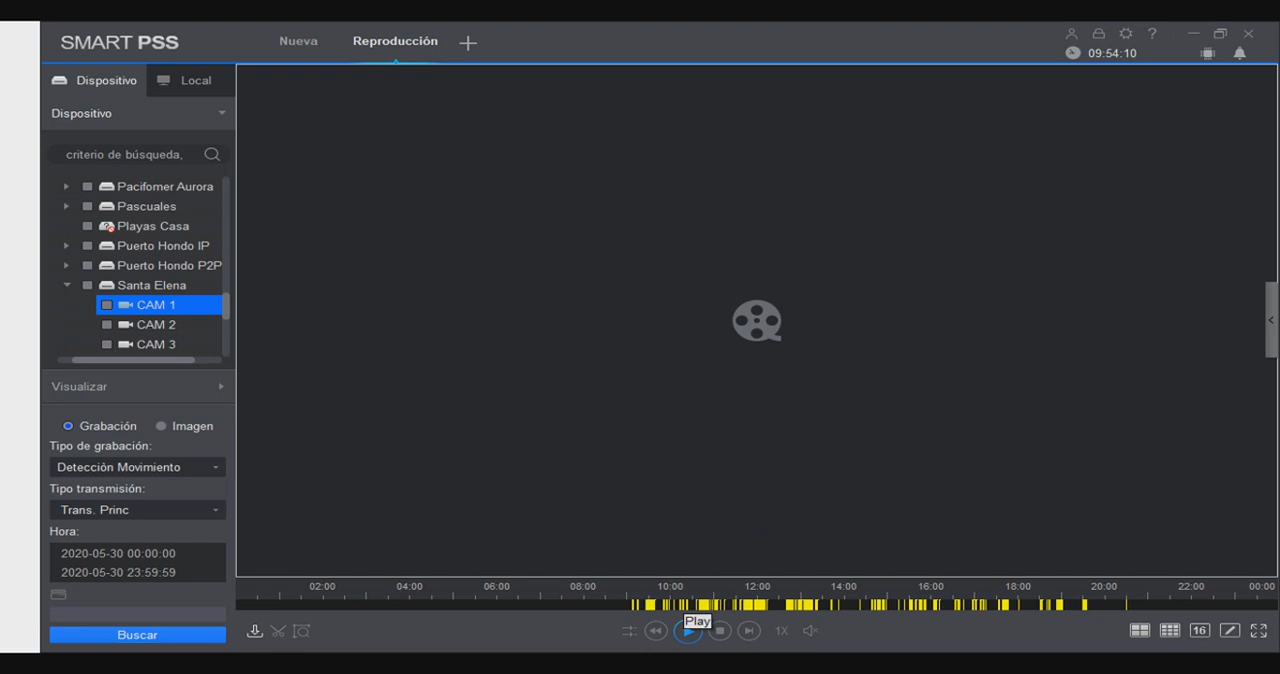 SMART PSS
Nueva
Reproducción
?
09:54:10
Dispositivo
Local
Dispositivo
criterio de búsqueda,
Pacifomer Aurora
Pascuales
Playas Casa
Puerto Hondo IP
Puerto Hondo P2P
Santa Elena
CAM 1
CAM 2
CAM 3
Visualizar
Grabación
Imagen
Tipo de grabación:
Detección Movimiento
Tipo transmisión:
Trans. Princ
Hora:
2020-05-30 00:00:00
2020-05-30 23:59:59
Buscar
02:00 04:00 06:00 08:00 10:00 12:00 14:00 16:00 18:00 20:00 22:00 00:00
Play
1X
16